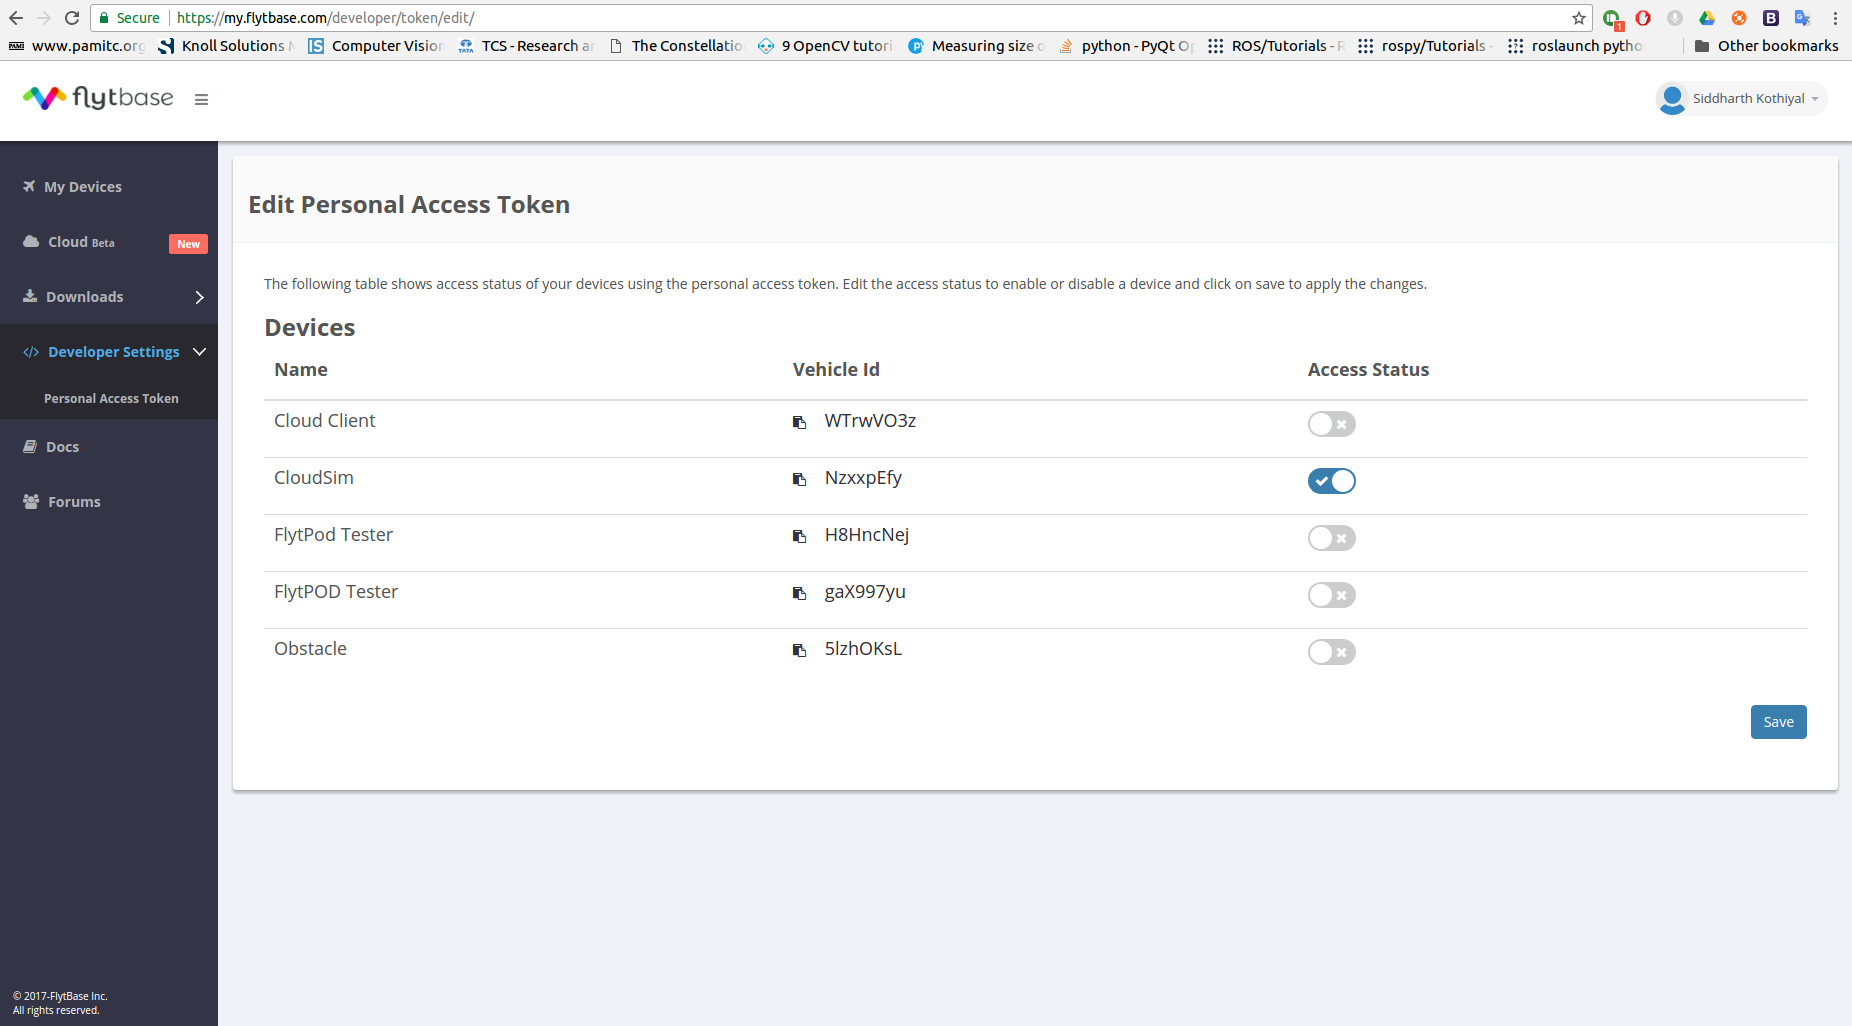 Secure https://my.flytbase.com/developer/token/edit/
www.pamitc.org Knoll Solutions Computer Vision TCS - Research a The Constellatio 9 OpenCV tutori Measuring size o python - PyQt Op ROS/Tutorials - R rospy/Tutorials - roslaunch pytho Other bookmarks
flytbase
Siddharth Kothiyal
My Devices
Cloud Beta New
Downloads
Developer Settings
Personal Access Token
Docs
Forums
© 2017-FlytBase Inc.
All rights reserved.
Edit Personal Access Token
The following table shows access status of your devices using the personal access token. Edit the access status to enable or disable a device and click on save to apply the changes.
Devices
Name Vehicle Id Access Status
Cloud Client WTrwVO3z
CloudSim NzxxpEfy
FlytPod Tester H8HncNej
FlytPOD Tester gaX997yu
Obstacle 5lzhOKsL
Save